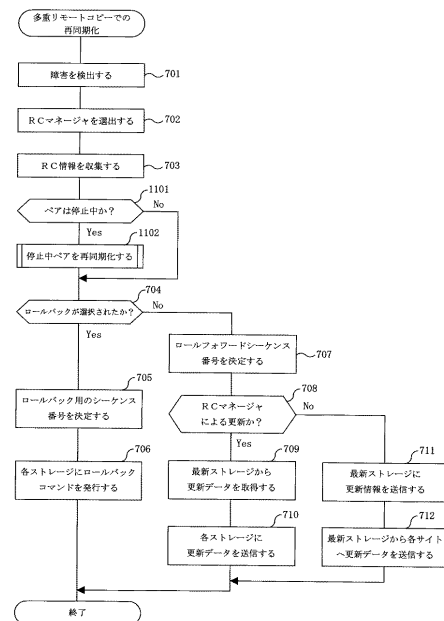 多重リモートコピーでの
再同期化
障害を検出する
701
RCマネージャを選出する
702
RC情報を収集する
703
1101
ペアは停止中か?
No
Yes
1102
停止中ペアを再同期化する
704
ロールバックが選択されたか?
No
Yes
ロールフォワードシーケンス
番号を決定する
707
705
ロールバック用のシーケンス
番号を決定する
708
RCマネージャ
による更新か?
No
Yes
706
各ストレージにロールバック
コマンドを発行する
709
最新ストレージから
更新データを取得する
711
最新ストレージに
更新情報を送信する
710
各ストレージに
更新データを送信する
712
最新ストレージから各サイト
へ更新データを送信する
終了